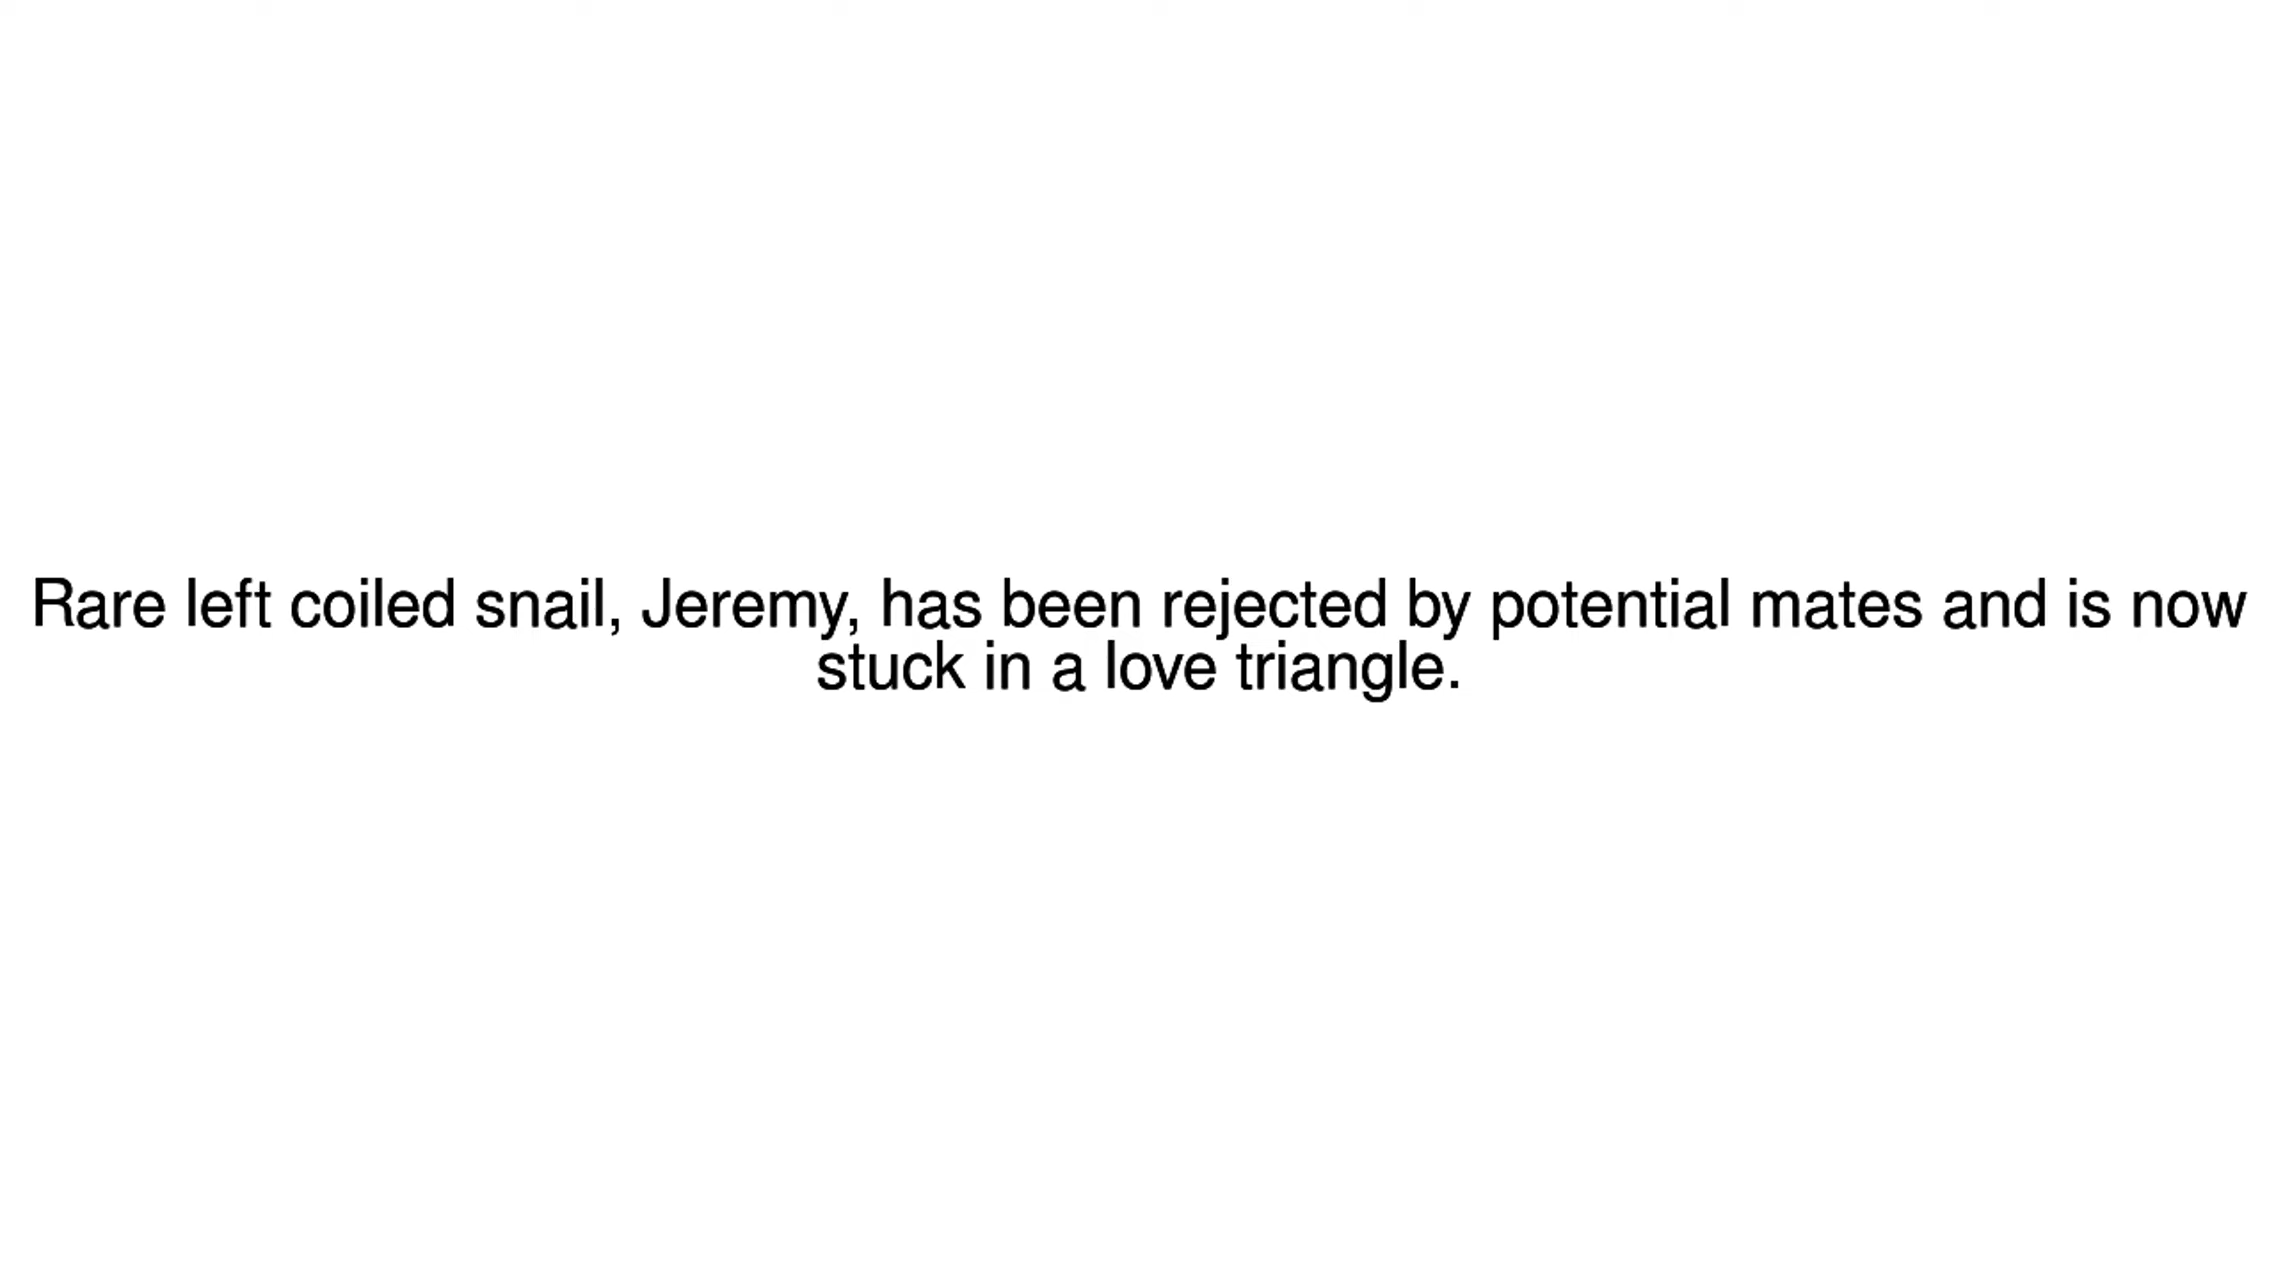 Rare left coiled snail, Jeremy, has been rejected by potential mates and is now
stuck in a love triangle.